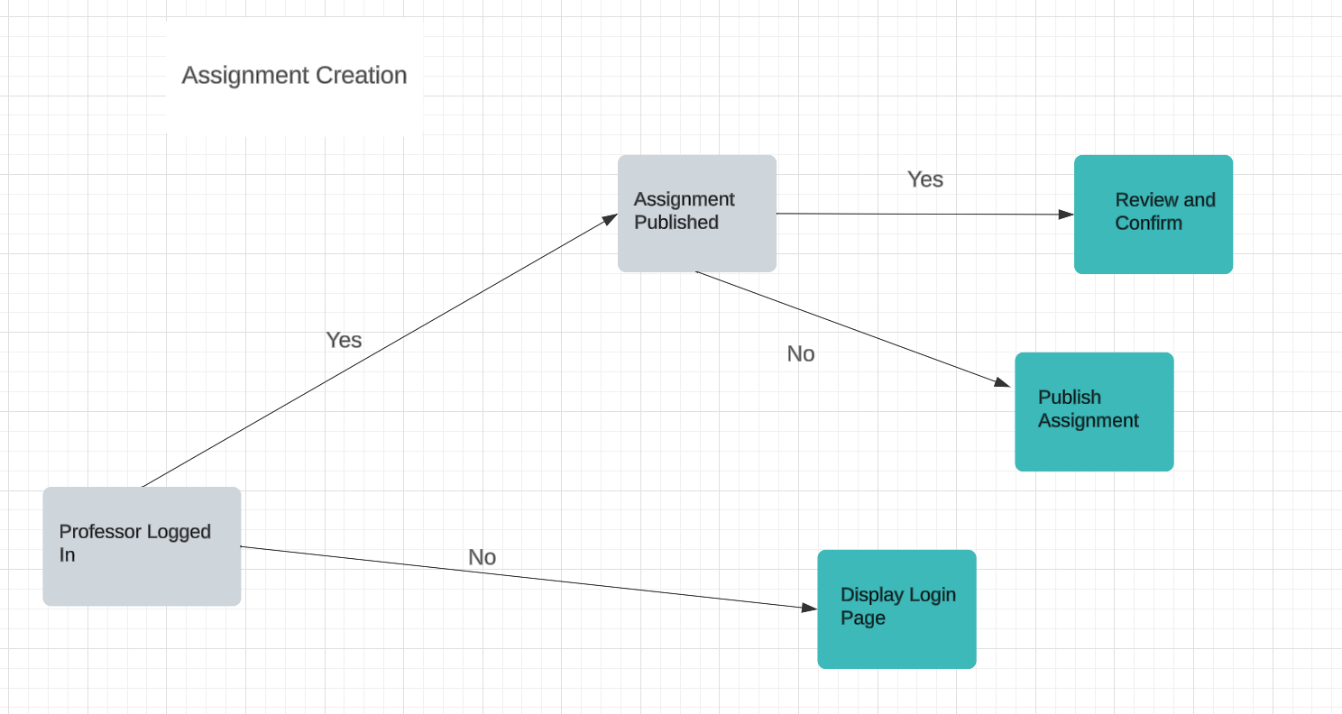 Assignment Creation
Assignment
Published
Yes
Review and
Confirm
Yes
No
Publish
Assignment
Professor Logged
In
No
Display Login
Page